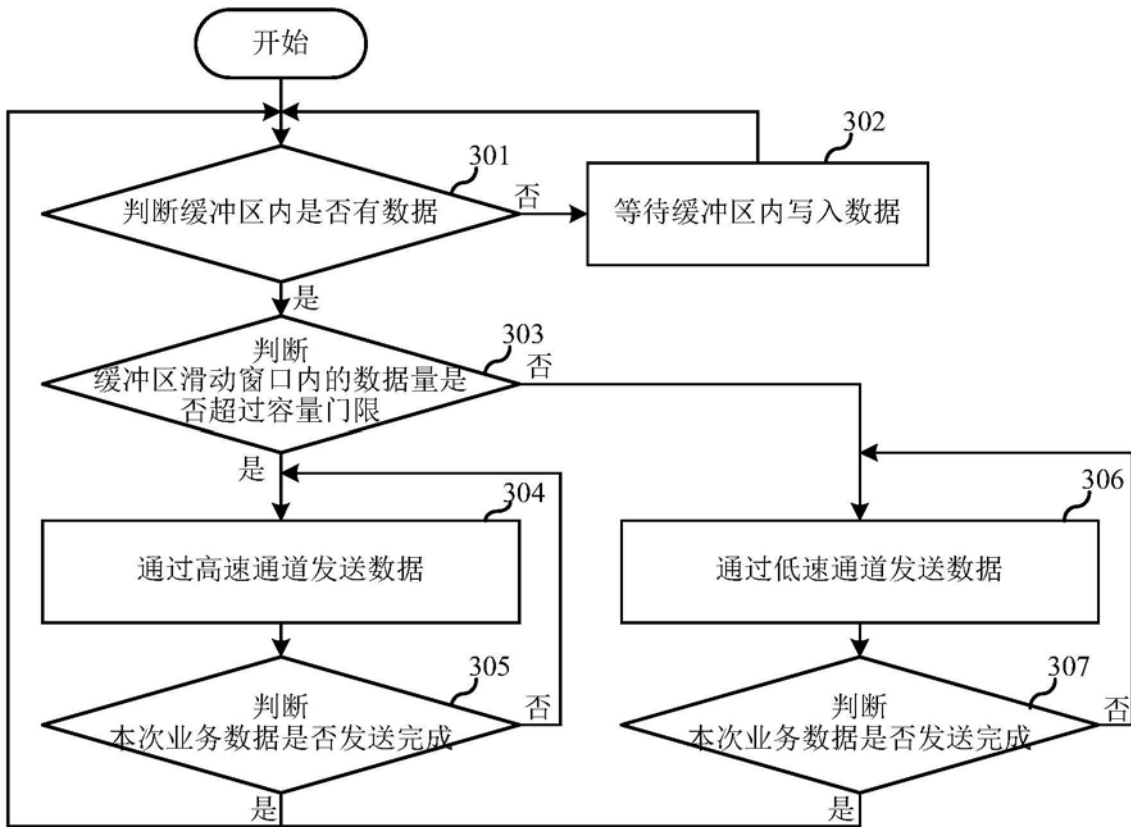 开始
302
301
否
判断缓冲区内是否有数据
等待缓冲区内写入数据
是
303
判断
缓冲区滑动窗口内的数据量是
否超过容量门限
否
是
304
306
通过高速通道发送数据
通过低速通道发送数据
305
307
判断
本次业务数据是否发送完成
否
判断
本次业务数据是否发送完成
否
是
是